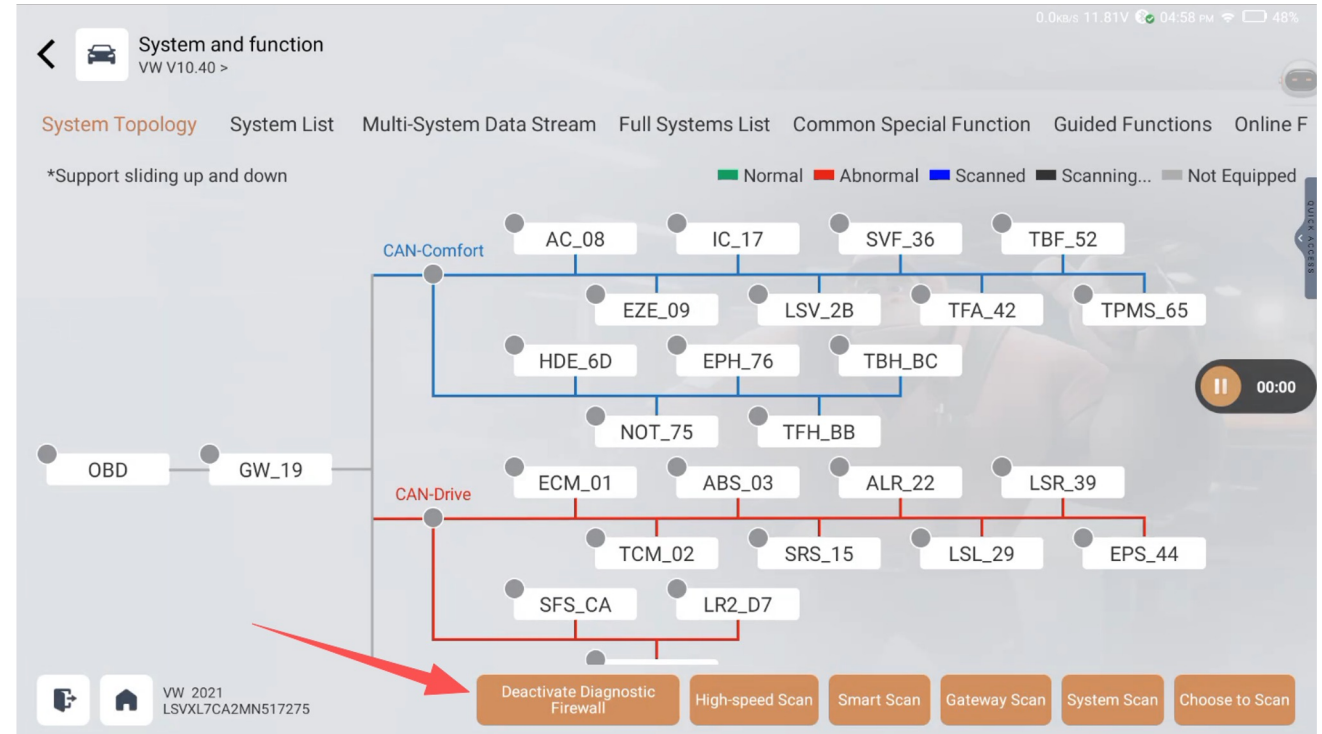 0.0KB/S 11.81V 04:58 PM 48%
System and function
VW V10.40 >
System Topology System List Multi-System Data Stream Full Systems List Common Special Function Guided Functions Online F
*Support sliding up and down
Normal Abnormal Scanned Scanning... Not Equipped
QUICK ACCESS
CAN-Comfort
AC_08 IC_17 SVF_36 TBF_52
EZE_09 LSV_2B TFA_42 TPMS_65
HDE_6D EPH_76 TBH_BC
00:00
NOT_75 TFH_BB
OBD GW_19
CAN-Drive
ECM_01 ABS_03 ALR_22 LSR_39
TCM_02 SRS_15 LSL_29 EPS_44
SFS_CA LR2_D7
VW 2021
LSVXL7CA2MN517275
Deactivate Diagnostic
Firewall
High-speed Scan Smart Scan Gateway Scan System Scan Choose to Scan